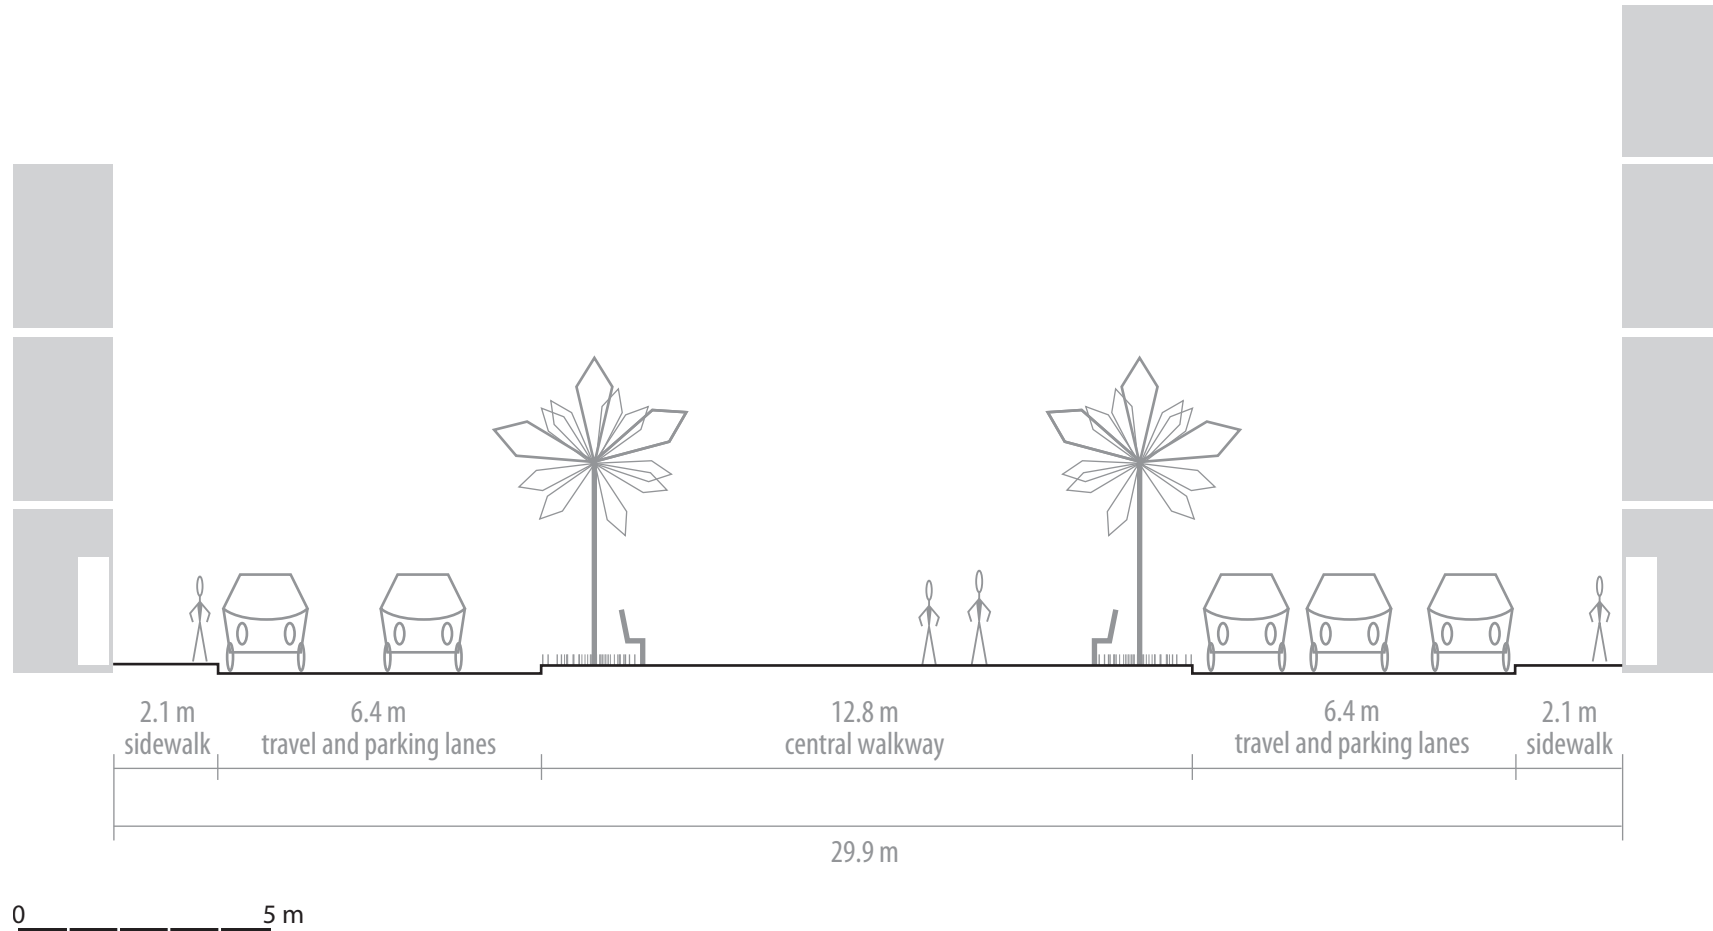 2.1 m
sidewalk
6.4 m
travel and parking lanes
12.8 m
central walkway
6.4 m
travel and parking lanes
2.1 m
sidewalk
29.9 m
0
5 m